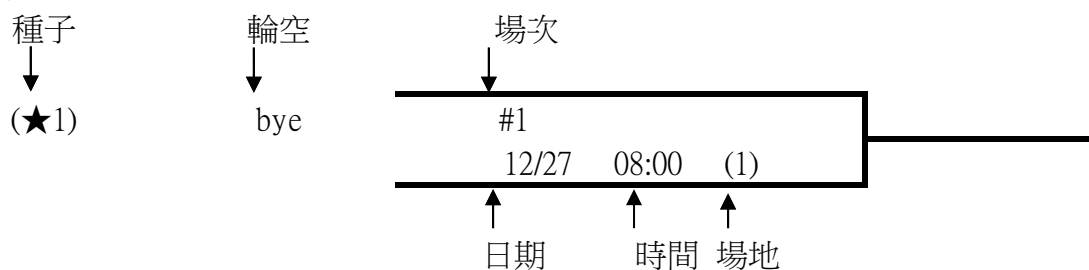 種子 輪空 場次
(★1) bye #1
12/27 08:00 (1)
日期 時間 場地